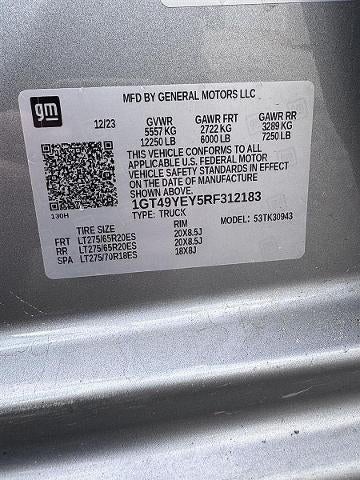 gm
MFD BY GENERAL MOTORS LLC
12/23 GVWR GAWR FRT GAWR RR
5557 KG 2722 KG 3289 KG
12250 LB 6000 LB 7250 LB
THIS VEHICLE CONFORMS TO ALL
APPLICABLE U.S. FEDERAL MOTOR
VEHICLE SAFETY STANDARDS IN EFFECT
ON THE DATE OF MANUFACTURE
SHOWN ABOVE.
130H 1GT49YEY5RF312183
TYPE: TRUCK MODEL: 53TK30943
TIRE SIZE RIM
FRT LT275/65R20ES 20X8.5J
RR LT275/65R20ES 20X8.5J
SPA LT275/70R18ES 18X8J